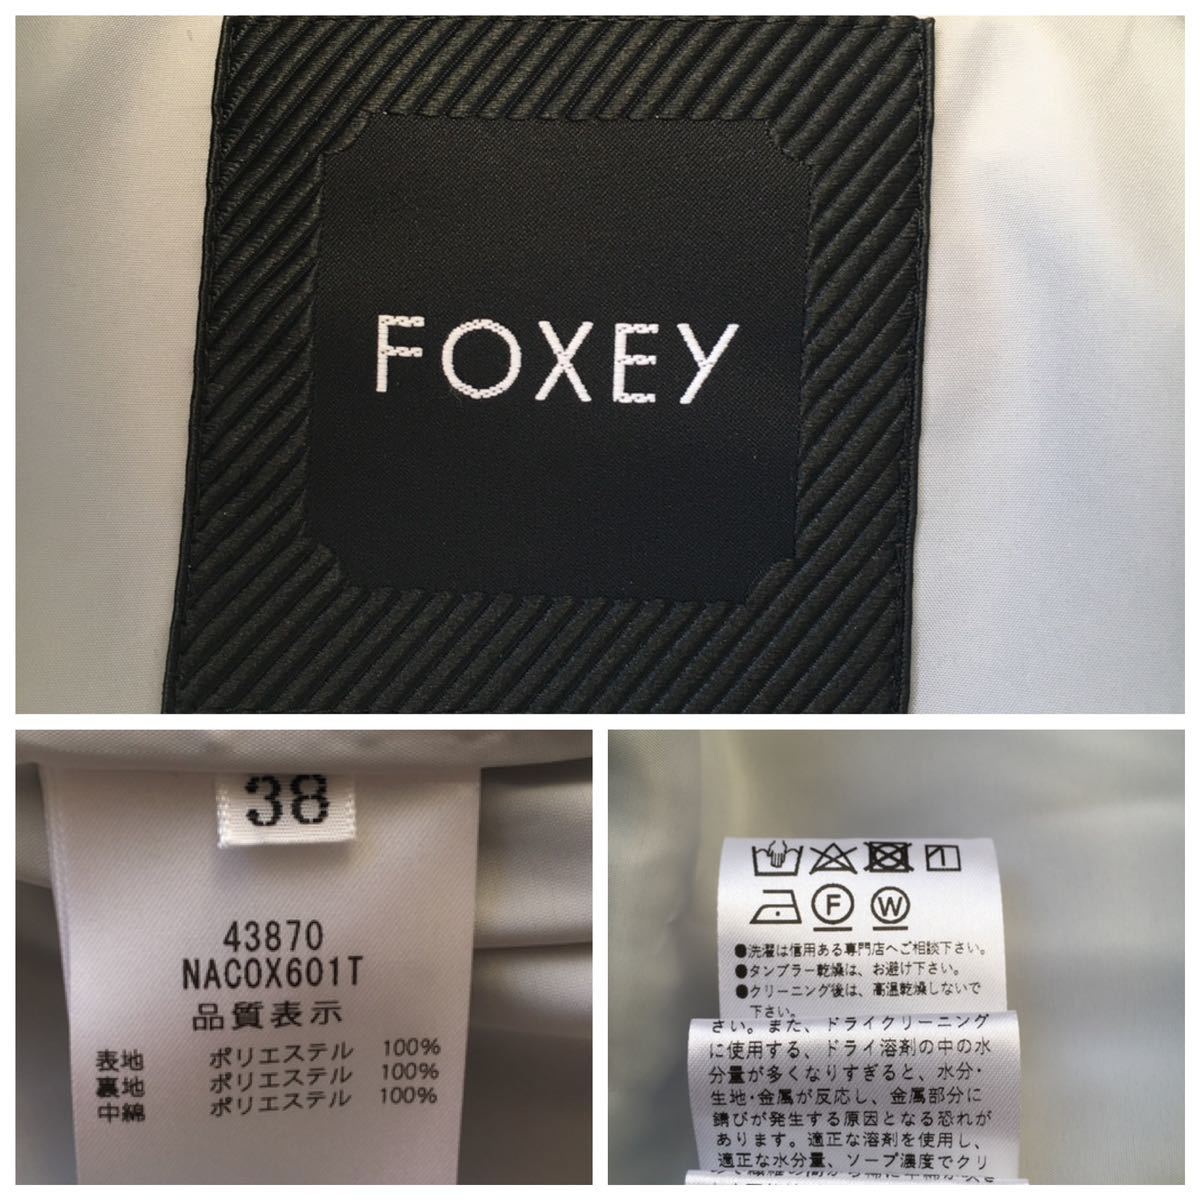 FOXEY
38
43870
NACOX601T
品質表示
表地 ポリエステル 100%
裏地 ポリエステル 100%
中綿 ポリエステル 100%
F W
●洗濯は信用ある専門店へご相談下さい。
●タンブラー乾燥は、お避け下さい。
●クリーニング後は、高温乾燥しないで
下さい。
さい。また、ドライクリーニング
に使用する、ドライ溶剤の中の水
分量が多くなりすぎると、水分・
生地・金属が反応し、金属部分に
錆びが発生する原因となる恐れが
あります。適正な溶剤を使用し、
適正な水分量、ソープ濃度でクリ